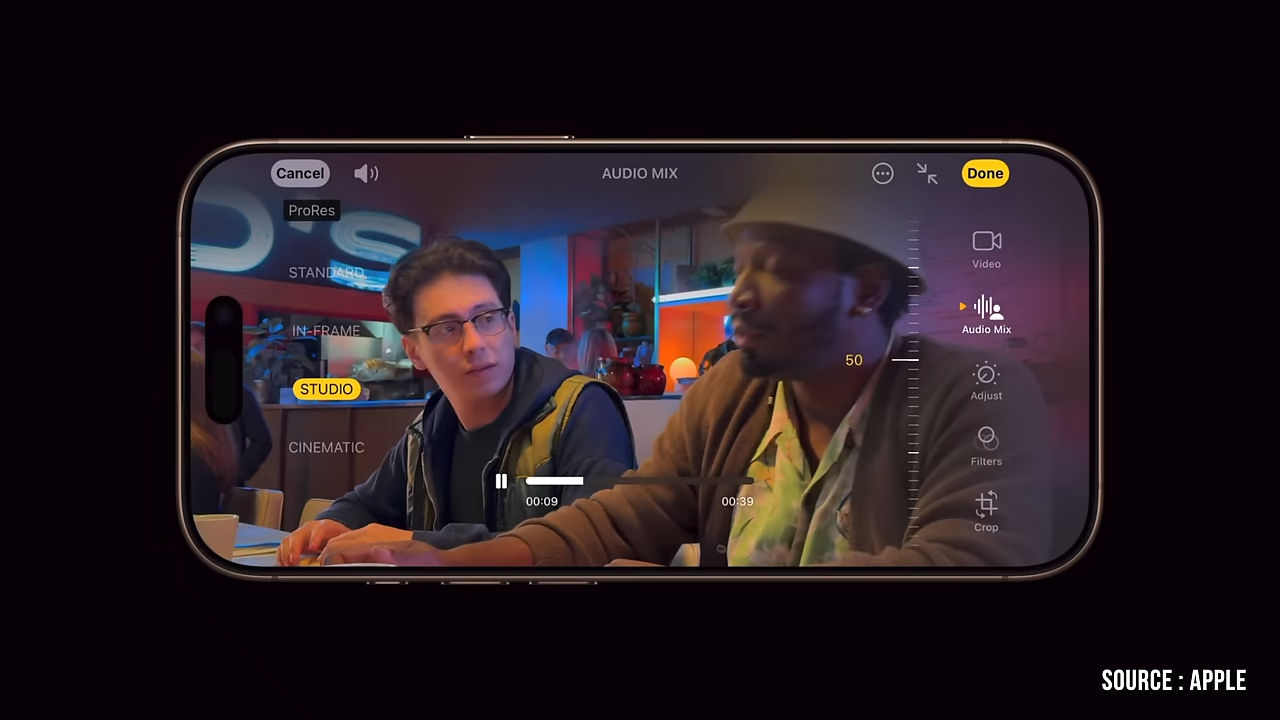 Cancel
AUDIO MIX
Done
ProRes
O's
STANDARD
IN-FRAME
STUDIO
CINEMATIC
50
Video
Audio Mix
Adjust
Filters
Crop
00:09
00:39
SOURCE : APPLE